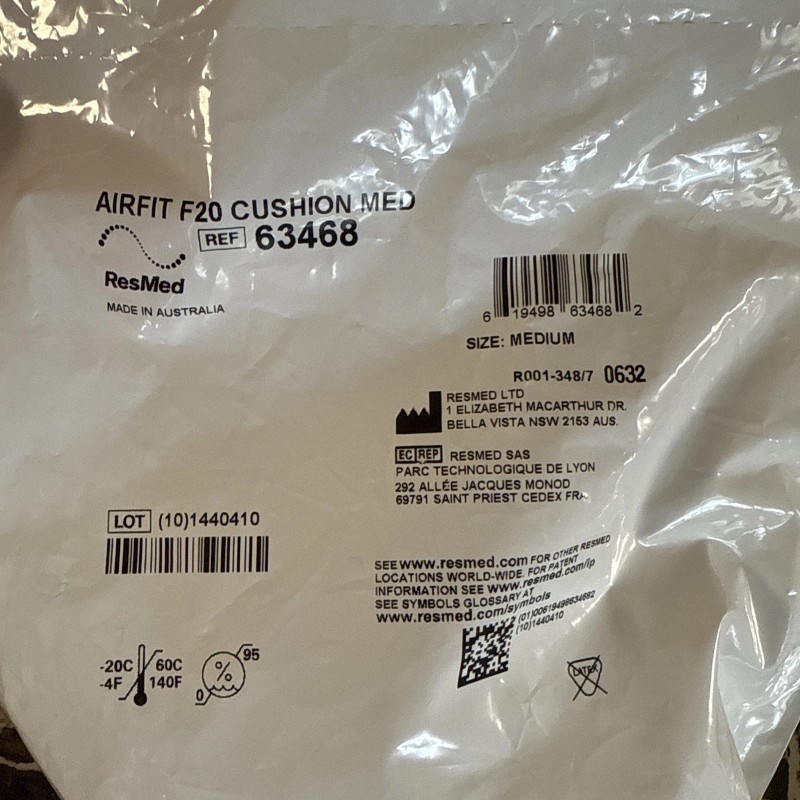 AIRFIT F20 CUSHION MED
REF 63468
ResMed
MADE IN AUSTRALIA
6 19498 63468 2
SIZE: MEDIUM
R001-348/7 0632
RESMED LTD
1 ELIZABETH MACARTHUR DR.
BELLA VISTA NSW 2153 AUS.
EC REP RESMED SAS
PARC TECHNOLOGIQUE DE LYON
292 ALLÉE JACQUES MONOD
69791 SAINT PRIEST CEDEX FRA
LOT (10)1440410
SEE www.resmed.com FOR OTHER RESMED
LOCATIONS WORLD-WIDE. FOR PATENT
INFORMATION SEE www.resmed.com/ip
SEE SYMBOLS GLOSSARY AT
www.resmed.com/symbols
(01)00619498634682
(10)1440410
-20C 60C
-4F 140F
% 95
0
LATEX